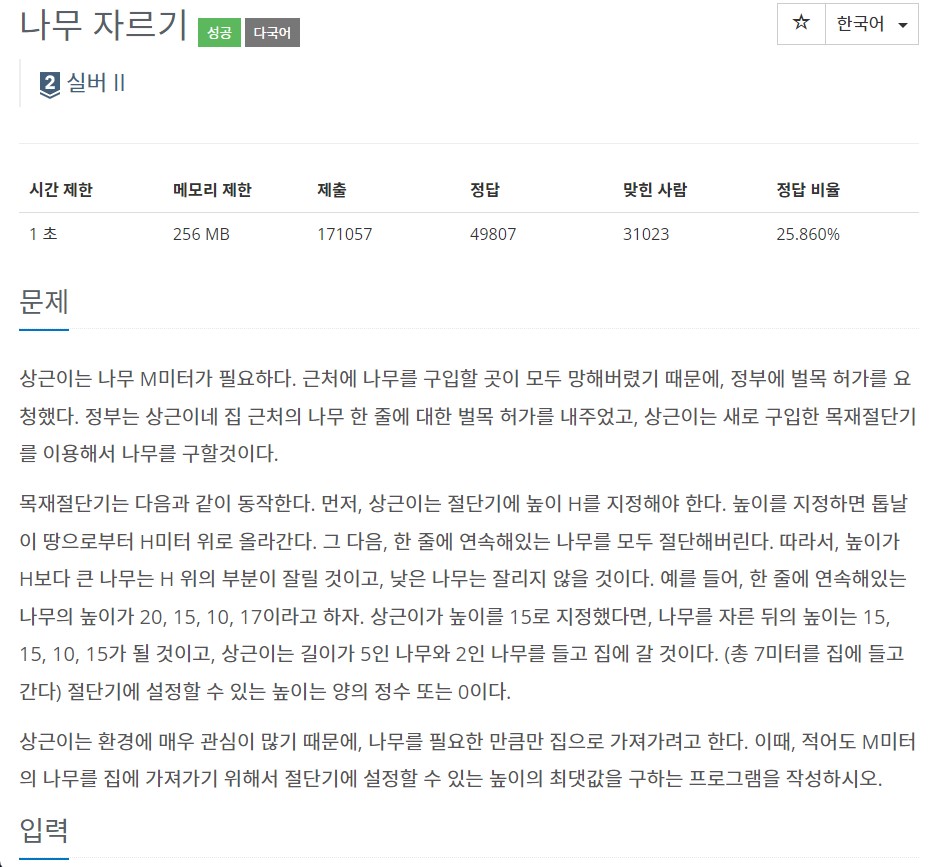 나무 자르기 성공 다국어 한국어
2 실버 II
시간 제한 메모리 제한 제출 정답 맞힌 사람 정답 비율
1 초 256 MB 171057 49807 31023 25.860%
문제
상근이는 나무 M미터가 필요하다. 근처에 나무를 구입할 곳이 모두 망해버렸기 때문에, 정부에 벌목 허가를 요
청했다. 정부는 상근이네 집 근처의 나무 한 줄에 대한 벌목 허가를 내주었고, 상근이는 새로 구입한 목재절단기
를 이용해서 나무를 구할것이다.
목재절단기는 다음과 같이 동작한다. 먼저, 상근이는 절단기에 높이 H를 지정해야 한다. 높이를 지정하면 톱날
이 땅으로부터 H미터 위로 올라간다. 그 다음, 한 줄에 연속해있는 나무를 모두 절단해버린다. 따라서, 높이가
H보다 큰 나무는 H 위의 부분이 잘릴 것이고, 낮은 나무는 잘리지 않을 것이다. 예를 들어, 한 줄에 연속해있는
나무의 높이가 20, 15, 10, 17이라고 하자. 상근이가 높이를 15로 지정했다면, 나무를 자른 뒤의 높이는 15,
15, 10, 15가 될 것이고, 상근이는 길이가 5인 나무와 2인 나무를 들고 집에 갈 것이다. (총 7미터를 집에 들고
간다) 절단기에 설정할 수 있는 높이는 양의 정수 또는 0이다.
상근이는 환경에 매우 관심이 많기 때문에, 나무를 필요한 만큼만 집으로 가져가려고 한다. 이때, 적어도 M미터
의 나무를 집에 가져가기 위해서 절단기에 설정할 수 있는 높이의 최댓값을 구하는 프로그램을 작성하시오.
입력